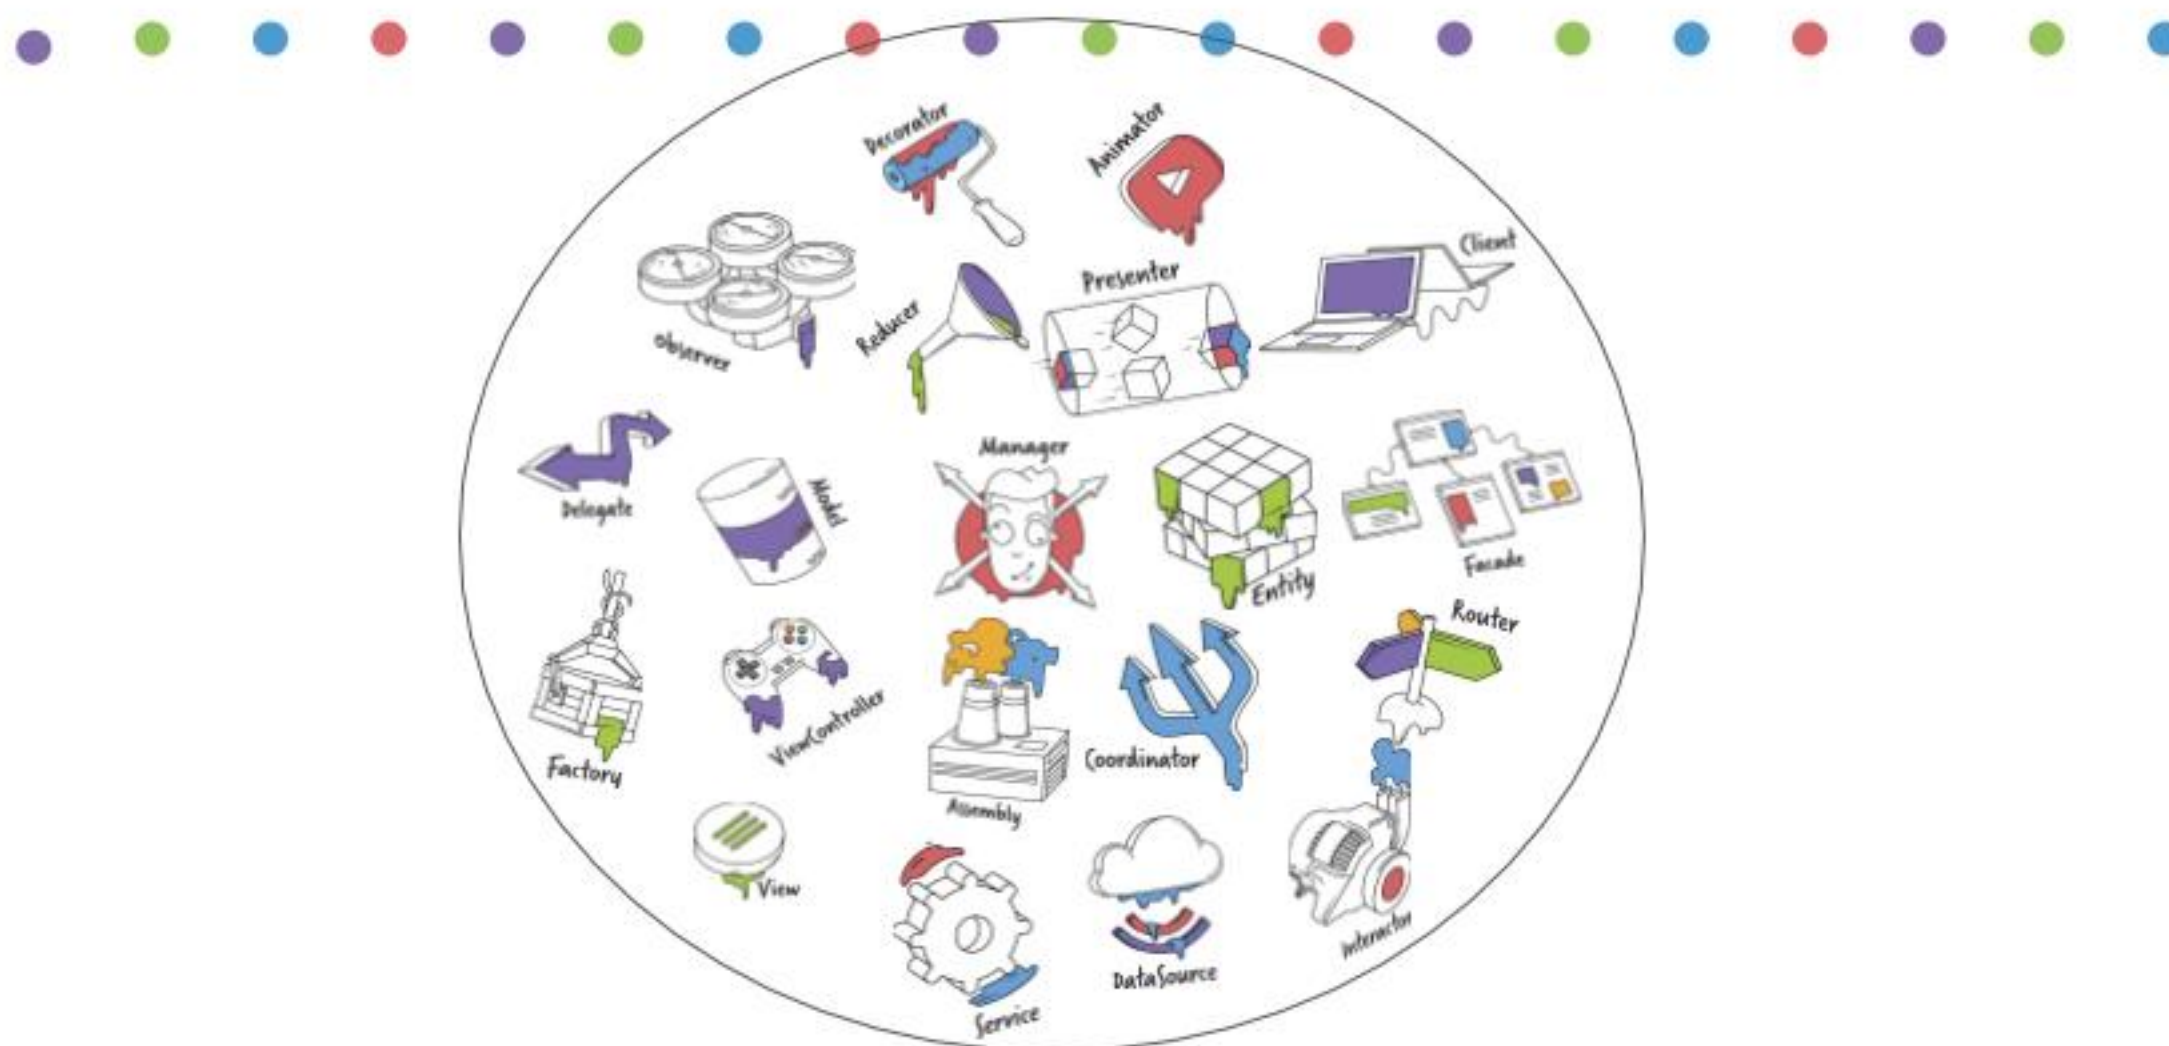 Decorator
Animator
Client
Observer
Reducer
Presenter
Delegate
Model
Manager
Entity
Facade
Factory
ViewController
Assembly
Coordinator
Router
View
Service
DataSource
Interactor